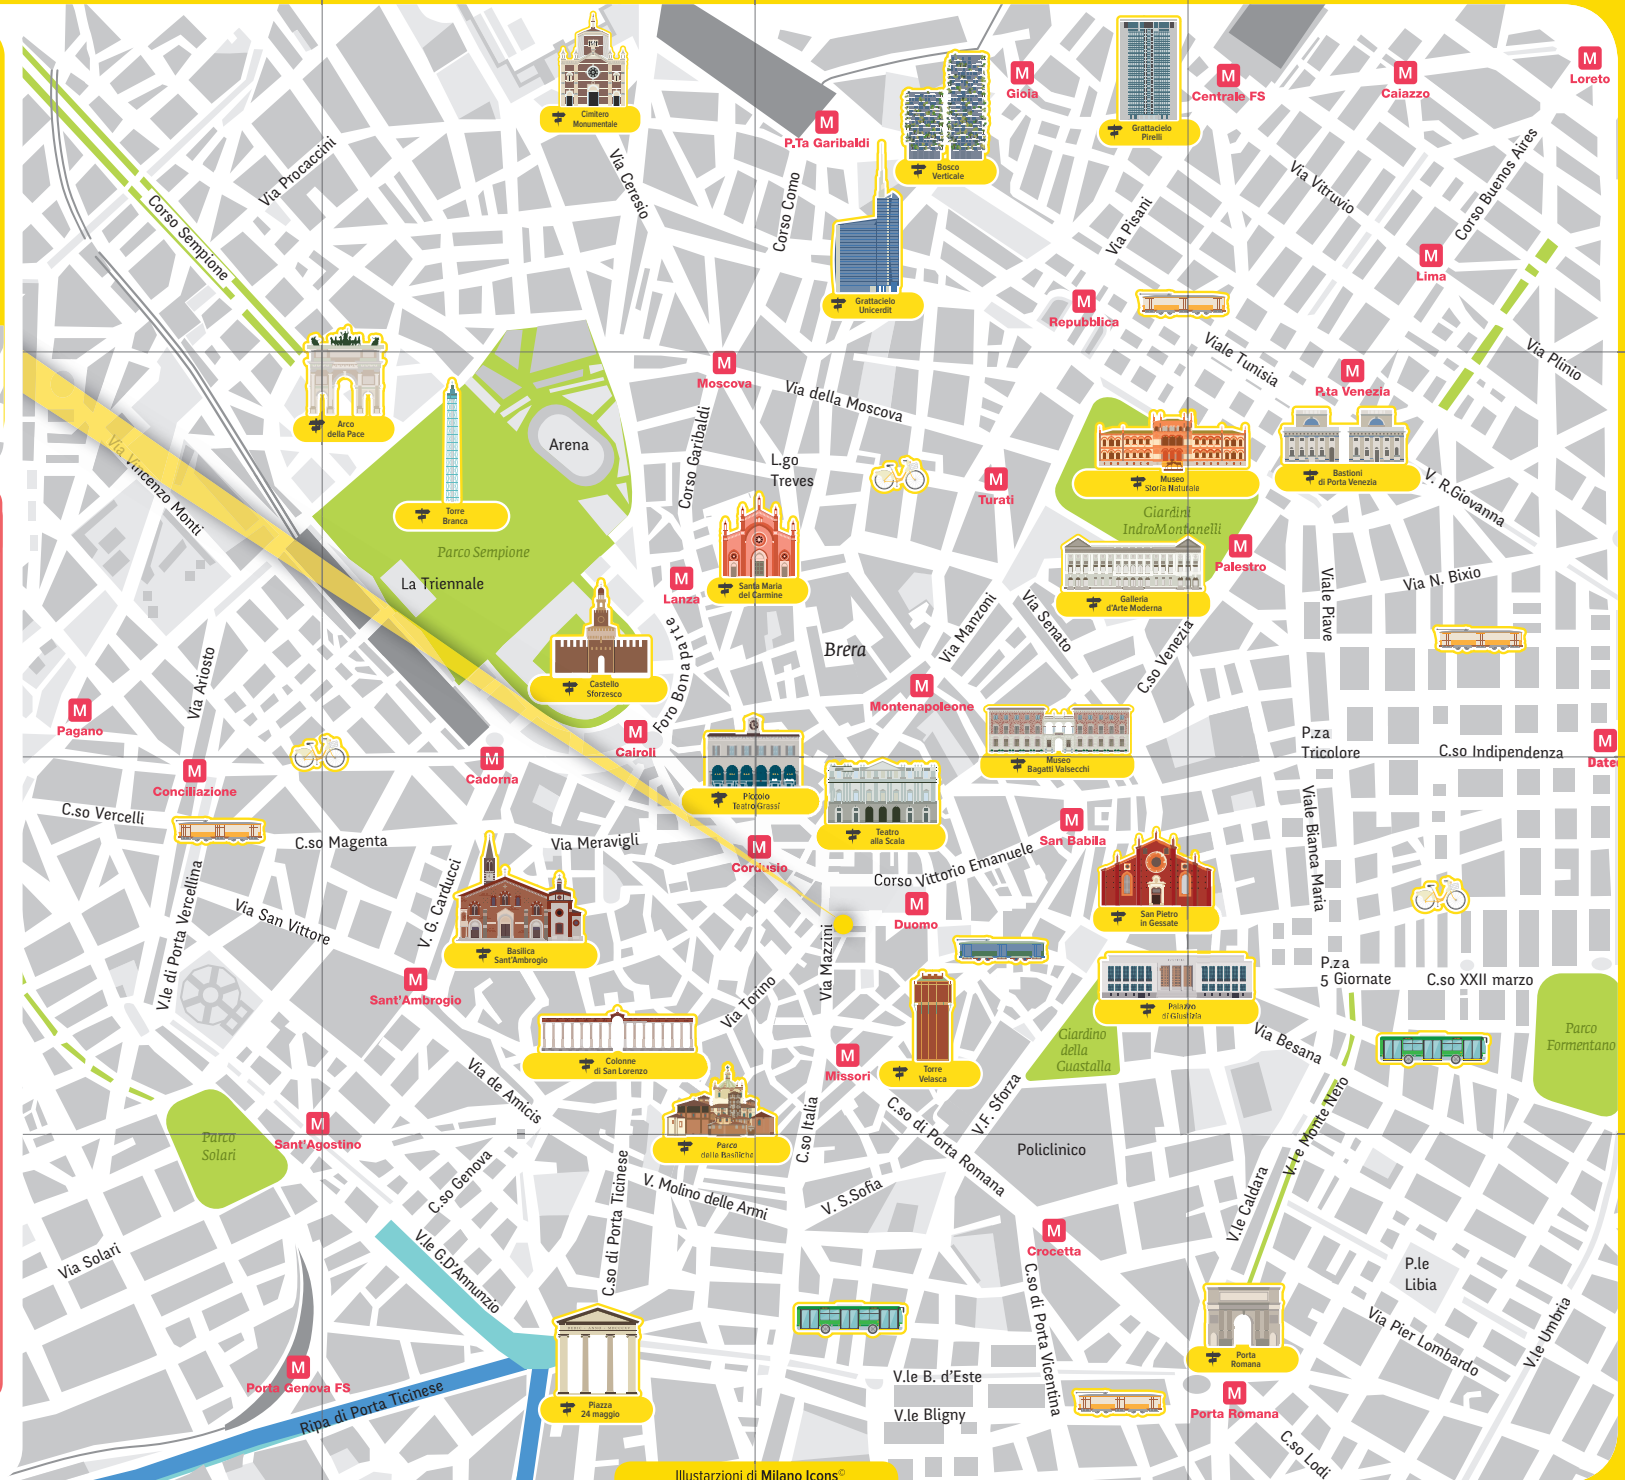 Cimitero
Monumentale
M
Gioia
Grattacielo
Pirelli
M
Centrale FS
M
Caiazzo
M
Loreto
M
P.Ta Garibaldi
Bosco
Verticale
Via Procaccini
Via Ceresio
Corso Como
Via Pisani
Via Vitruvio
Corso Buenos Aires
Corso Sempione
Grattacielo
Unicerdit
M
Repubblica
M
Lima
Viale Tunisia
Via Plinio
Arco
della Pace
M
Moscova
Via della Moscova
M
P.ta Venezia
Arena
Corso Garibaldi
L.go
Treves
M
Turati
Museo
Storia Naturale
Bastioni
di Porta Venezia
V. R.Giovanna
Via Vincenzo Monti
Torre
Branca
Parco Sempione
La Triennale
Giardini
IndroMontanelli
M
Palestro
M
Lanza
Santa Maria
del Carmine
Galleria
d'Arte Moderna
Viale Piave
Via N. Bixio
Brera
Via Manzoni
Via Senato
C.so Venezia
Via Ariosto
Castello
Sforzesco
Foro Bonaparte
M
Pagano
M
Cairoli
M
Montenapoleone
Museo
Bagatti Valsecchi
P.za
Tricolore
C.so Indipendenza
M
Date
M
Conciliazione
M
Cadorna
Piccolo
Teatro Grassi
Teatro
alla Scala
C.so Vercelli
C.so Magenta
Via Meravigli
M
Cordusio
M
San Babila
Corso Vittorio Emanuele
Viale Bianca Maria
V.le di Porta Vercellina
Via San Vittore
V. G. Carducci
Basilica
Sant'Ambrogio
M
Duomo
San Pietro
in Gessate
M
Sant'Ambrogio
Via Mazzini
Via Torino
P.za
5 Giornate
C.so XXII marzo
Palazzo
di Giustizia
Colonne
di San Lorenzo
M
Missori
Torre
Velasca
Giardino
della
Guastalla
Via Besana
Parco
Formentano
Via de Amicis
V.F. Sforza
C.so di Porta Romana
V.le Monte Nero
Parco
Solari
M
Sant'Agostino
Parco
delle Basiliche
C.so Italia
Policlinico
C.so Genova
C.so di Porta Ticinese
V. Molino delle Armi
V. S.Sofia
V.le Caldara
Via Solari
V.le G.D'Annunzio
M
Crocetta
P.le
Libia
C.so di Porta Vicentina
Via Pier Lombardo
V.le Umbria
Porta
Romana
M
Porta Genova FS
Ripa di Porta Ticinese
Piazza
24 maggio
V.le B. d'Este
V.le Bligny
M
Porta Romana
C.so Lodi
Illustarzioni di Milano Icons©